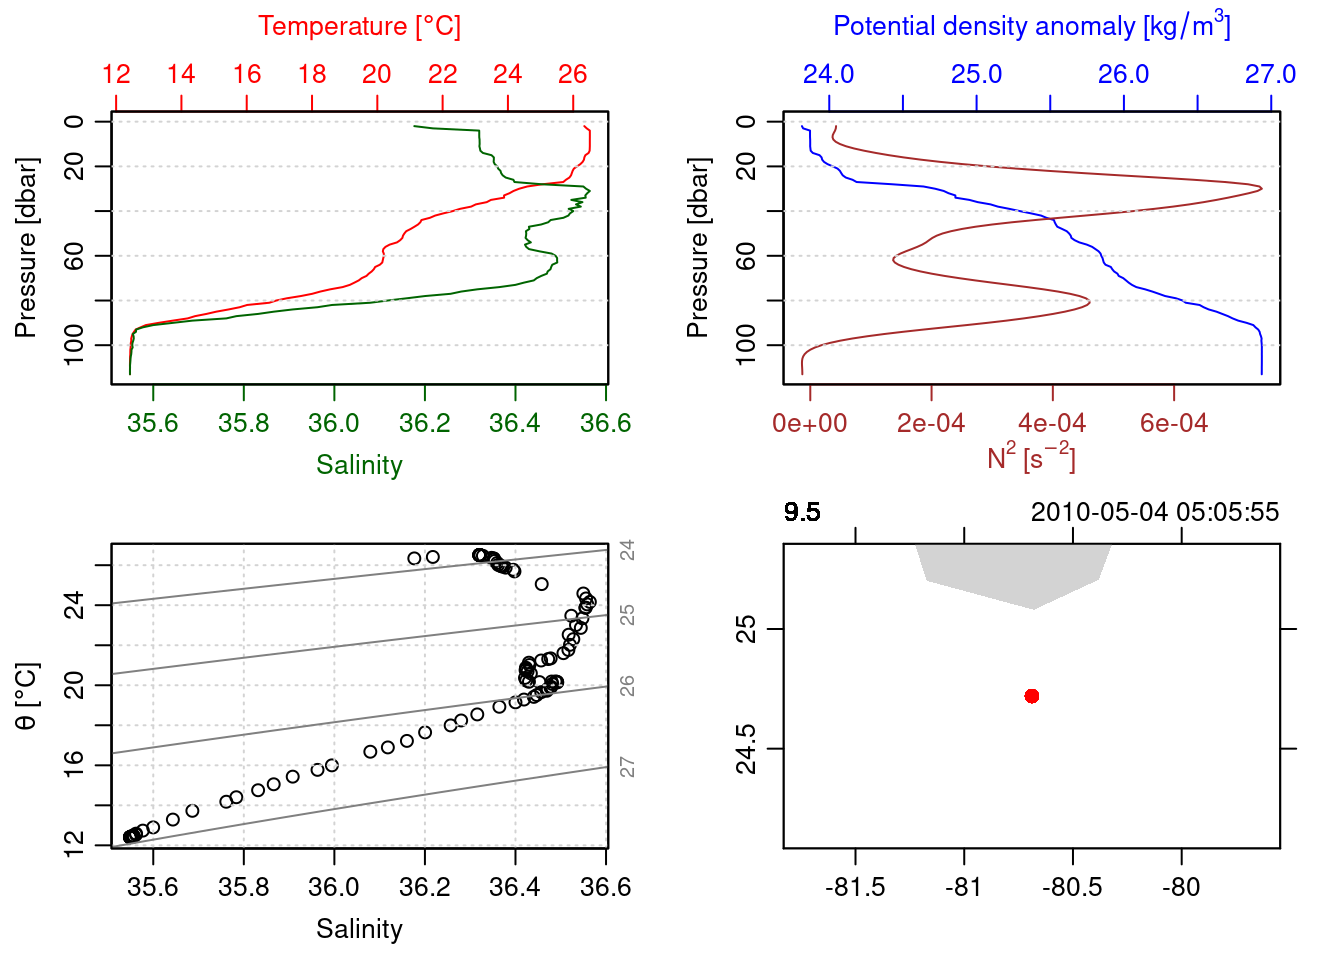 Temperature [°C]
12 14 16 18 20 22 24 26
Pressure [dbar]
0
20
60
100
35.6 35.8 36.0 36.2 36.4 36.6
Salinity
Potential density anomaly [kg/m³]
24.0 25.0 26.0 27.0
Pressure [dbar]
0
20
60
100
0e+00 2e-04 4e-04 6e-04
N² [s⁻²]
θ [°C]
24
20
16
12
24
25
26
27
35.6 35.8 36.0 36.2 36.4 36.6
Salinity
9.5 2010-05-04 05:05:55
25
24.5
-81.5 -81 -80.5 -80